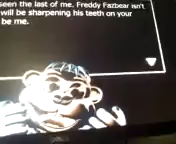 seen the last of me. Freddy Fazbear isn't
will be sharpening his teeth on your
be me.